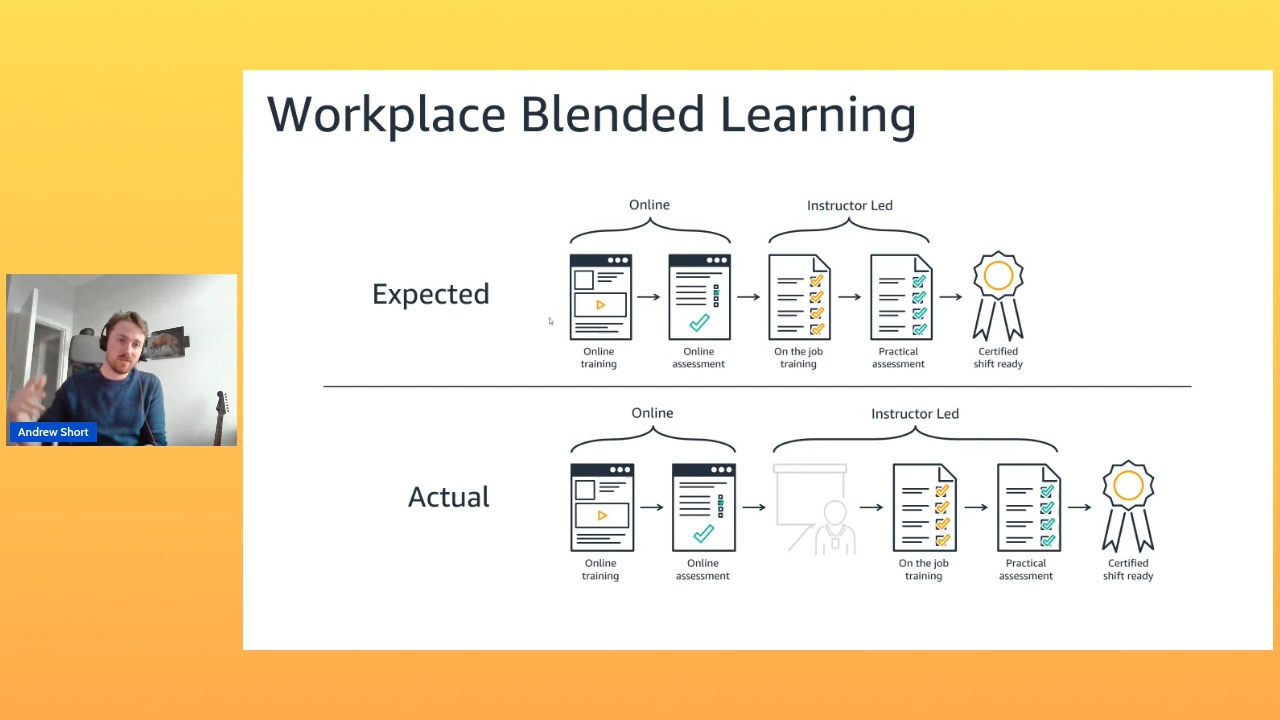 Workplace Blended Learning
Online
Instructor Led
Expected
Online
training
Online
assessment
On the job
training
Practical
assessment
Certified
shift ready
Online
Instructor Led
Actual
Online
training
Online
assessment
On the job
training
Practical
assessment
Certified
shift ready
Andrew Short